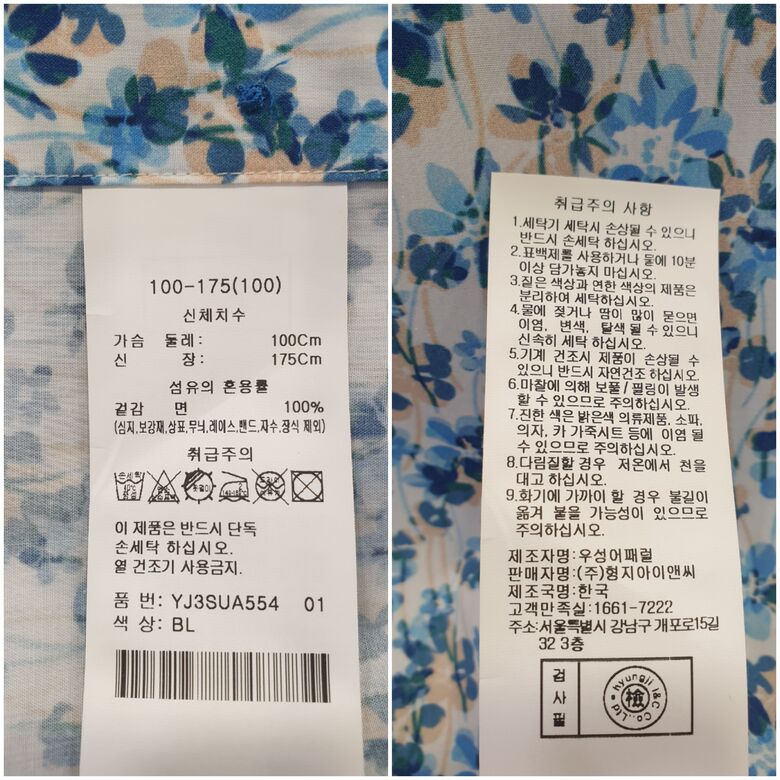 100-175(100)
신체치수
가슴 둘레: 100Cm
신 장: 175Cm
섬유의 혼용률
겉감 면 100%
(심지,보강재,상표,무늬,레이스,밴드,자수,장식 제외)
취급주의
이 제품은 반드시 단독
손세탁 하십시오.
열 건조기 사용금지.
품 번: YJ3SUA554 01
색 상: BL
취급주의 사항
1.세탁기 세탁시 손상될 수 있으니
반드시 손세탁 하십시오.
2.표백제를 사용하거나 물에 10분
이상 담가놓지 마십시오.
3.짙은 색상과 연한 색상의 제품은
분리하여 세탁하십시오.
4.물에 젖거나 땀이 많이 묻으면
이염, 변색, 탈색 될 수 있으니
신속히 세탁 하십시오.
5.기계 건조시 제품이 손상될 수
있으니 반드시 자연건조 하십시오.
6.마찰에 의해 보풀/필링이 발생
할 수 있으므로 주의하십시오.
7.진한 색은 밝은색 의류제품, 소파,
의자, 카 가죽시트 등에 이염 될
수 있으므로 주의하십시오.
8.다림질할 경우 저온에서 천을
대고 하십시오.
9.화기에 가까이 할 경우 불길이
옮겨 붙을 가능성이 있으므로
주의하십시오.
제조자명:우성어패럴
판매자명:(주)형지아이앤씨
제조국명:한국
고객만족실:1661-7222
주소:서울특별시 강남구 개포로15길
32 3층
검사필
Hyungji I&C Co.,Ltd
檢